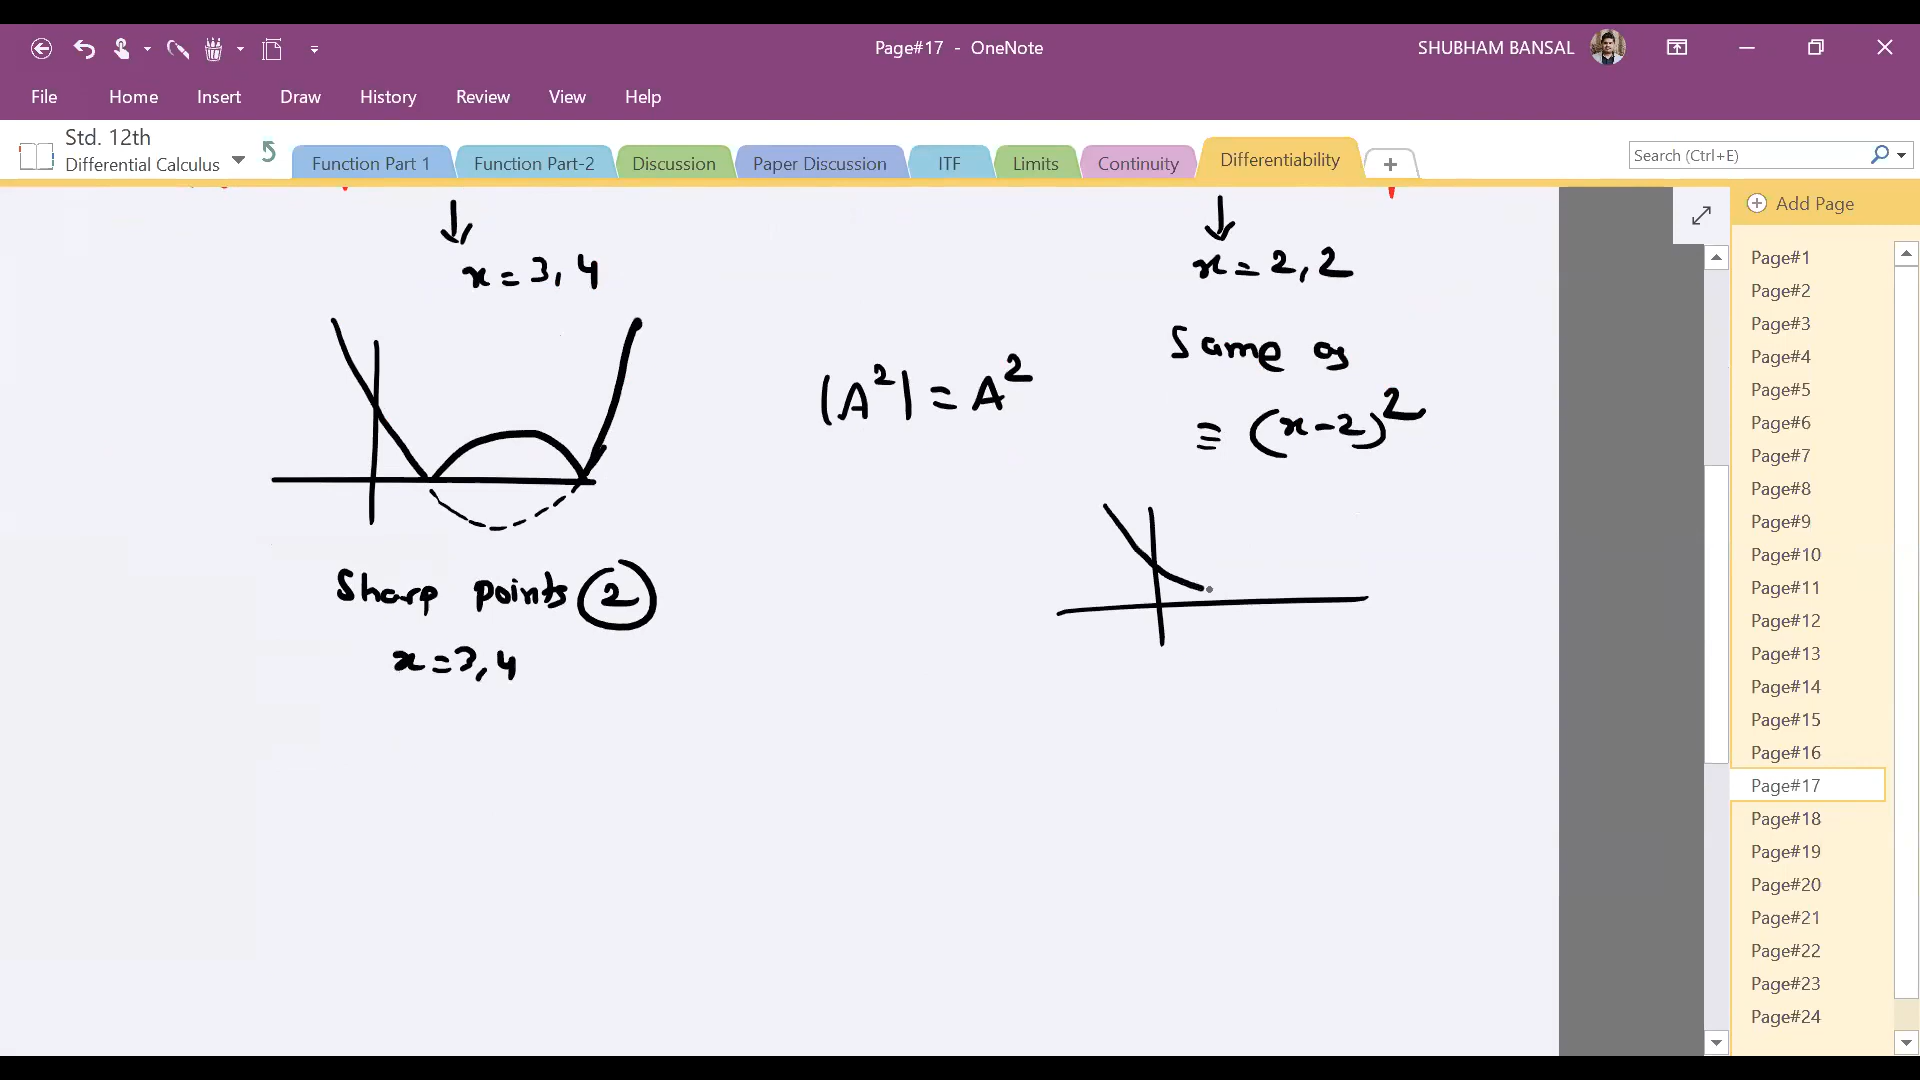 Page#17 - OneNote
SHUBHAM BANSAL
File Home Insert Draw History Review View Help
Std. 12th
Differential Calculus
Function Part 1
Function Part-2
Discussion
Paper Discussion
ITF
Limits
Continuity
Differentiability
+
Search (Ctrl+E)
x = 3, 4
Sharp points 2
x = 3, 4
|A²| = A²
x = 2, 2
Same as
≡ (x-2)²
Add Page
Page#1
Page#2
Page#3
Page#4
Page#5
Page#6
Page#7
Page#8
Page#9
Page#10
Page#11
Page#12
Page#13
Page#14
Page#15
Page#16
Page#17
Page#18
Page#19
Page#20
Page#21
Page#22
Page#23
Page#24